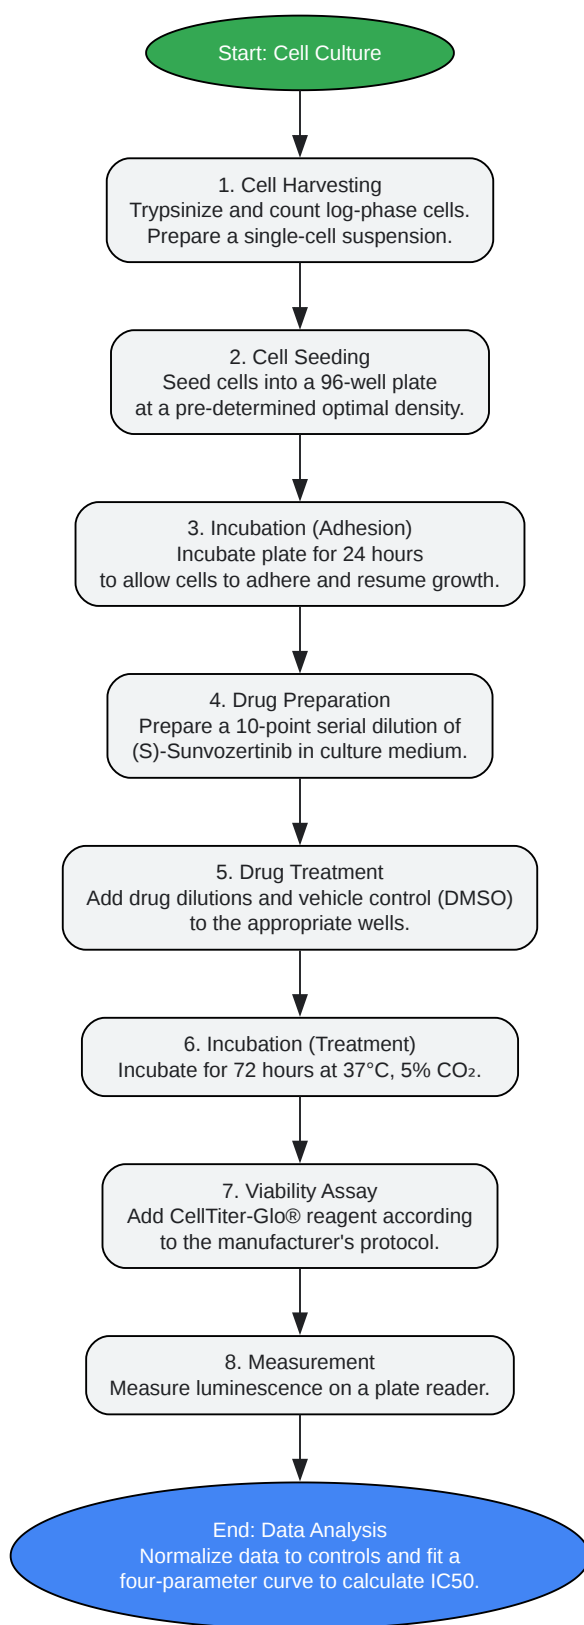 Start: Cell Culture
1. Cell Harvesting
Trypsinize and count log-phase cells.
Prepare a single-cell suspension.
2. Cell Seeding
Seed cells into a 96-well plate
at a pre-determined optimal density.
3. Incubation (Adhesion)
Incubate plate for 24 hours
to allow cells to adhere and resume growth.
4. Drug Preparation
Prepare a 10-point serial dilution of
(S)-Sunvozertinib in culture medium.
5. Drug Treatment
Add drug dilutions and vehicle control (DMSO)
to the appropriate wells.
6. Incubation (Treatment)
Incubate for 72 hours at 37°C, 5% CO₂.
7. Viability Assay
Add CellTiter-Glo® reagent according
to the manufacturer's protocol.
8. Measurement
Measure luminescence on a plate reader.
End: Data Analysis
Normalize data to controls and fit a
four-parameter curve to calculate IC50.